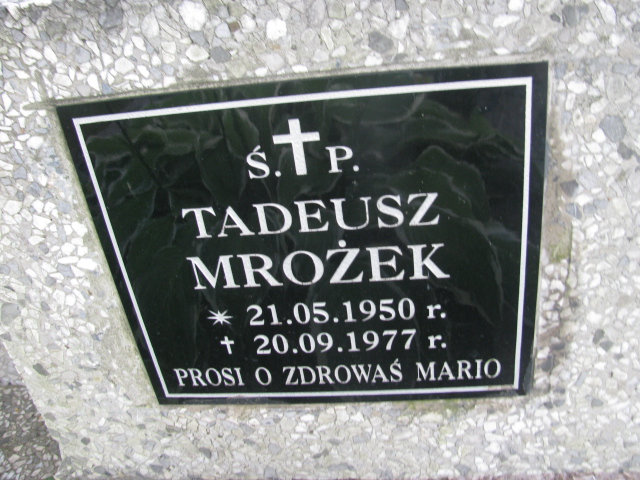 Ś. P.
TADEUSZ
MROŻEK
✴ 21.05.1950 r.
✝ 20.09.1977 r.
PROSI O ZDROWAŚ MARIO